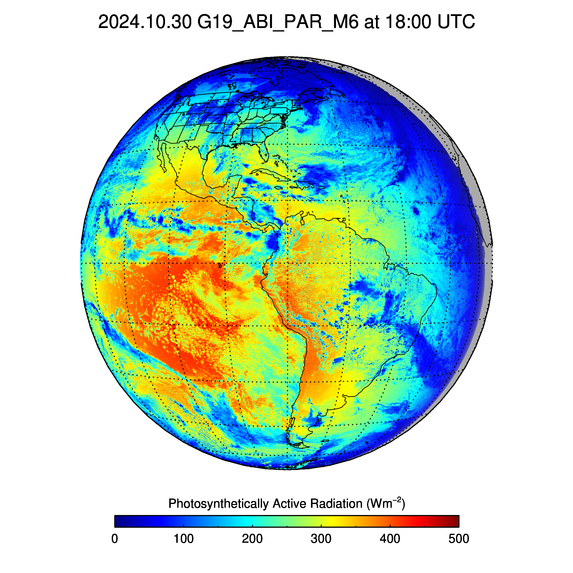 2024.10.30 G19_ABI_PAR_M6 at 18:00 UTC
Photosynthetically Active Radiation (Wm⁻²)
0 100 200 300 400 500